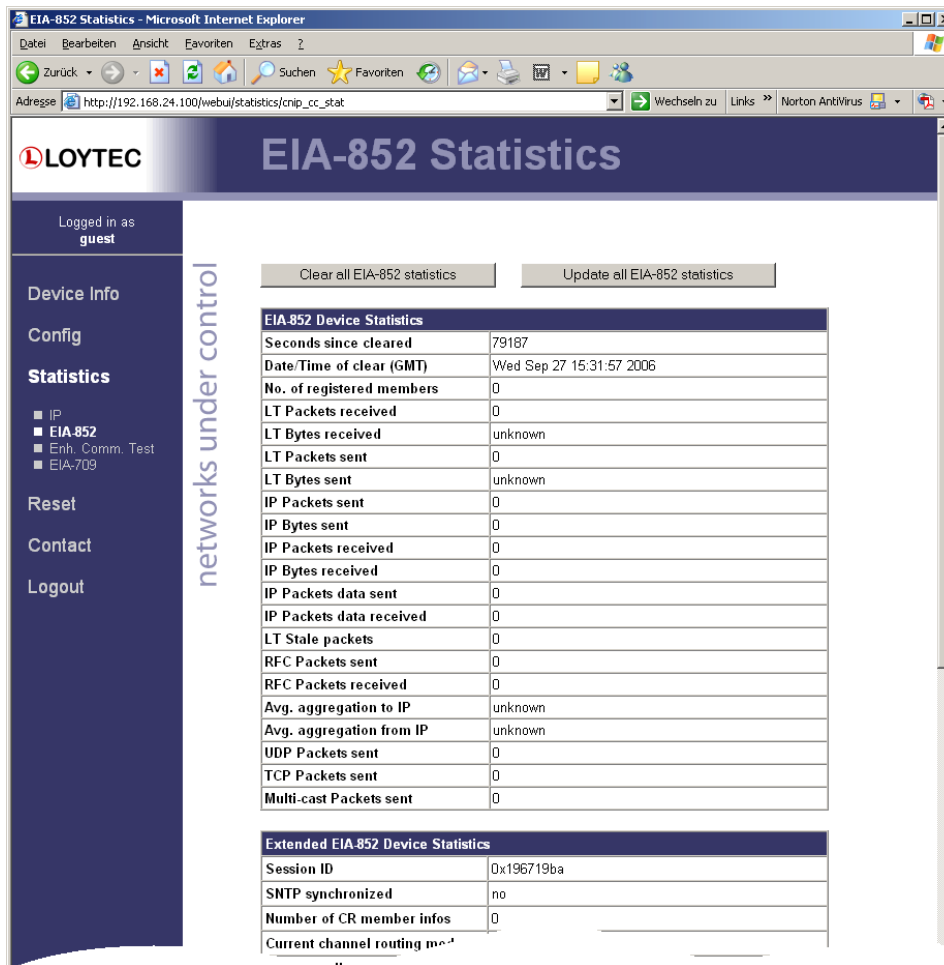 EIA-852 Statistics - Microsoft Internet Explorer
Datei Bearbeiten Ansicht Favoriten Extras ?
Zurück Suchen Favoriten
Adresse http://192.168.24.100/webui/statistics/cnip_cc_stat Wechseln zu Links » Norton AntiVirus
LOYTEC
EIA-852 Statistics
Logged in as
guest
Device Info
Config
Statistics
IP
EIA-852
Enh. Comm. Test
EIA-709
Reset
Contact
Logout
networks under control
Clear all EIA-852 statistics Update all EIA-852 statistics
EIA-852 Device Statistics
Seconds since cleared 79187
Date/Time of clear (GMT) Wed Sep 27 15:31:57 2006
No. of registered members 0
LT Packets received 0
LT Bytes received unknown
LT Packets sent 0
LT Bytes sent unknown
IP Packets sent 0
IP Bytes sent 0
IP Packets received 0
IP Bytes received 0
IP Packets data sent 0
IP Packets data received 0
LT Stale packets 0
RFC Packets sent 0
RFC Packets received 0
Avg. aggregation to IP unknown
Avg. aggregation from IP unknown
UDP Packets sent 0
TCP Packets sent 0
Multi-cast Packets sent 0
Extended EIA-852 Device Statistics
Session ID 0x196719ba
SNTP synchronized no
Number of CR member infos 0
Current channel routing